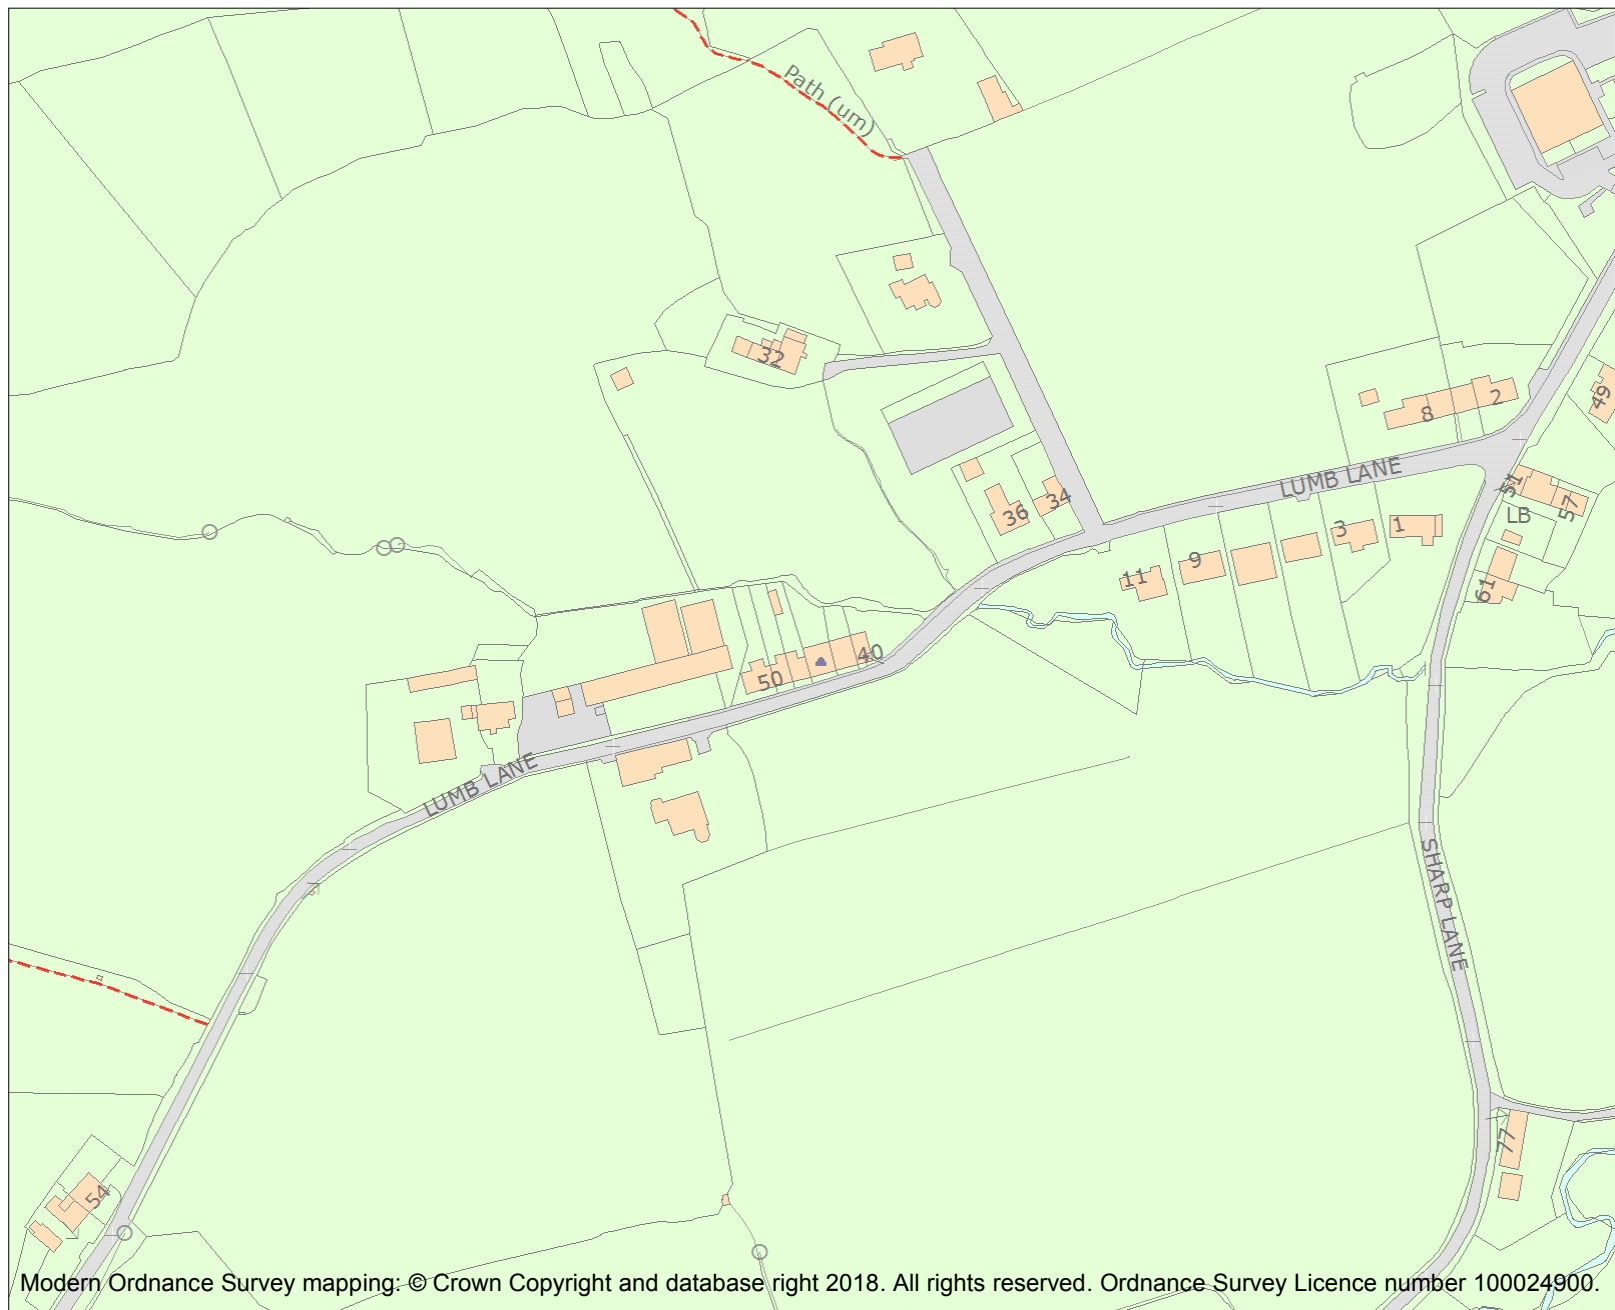 Path (um)
32
49
8
2
LUMB LANE
51
57
LB
36
34
3
1
9
11
61
40
50
LUMB LANE
SHARP LANE
77
54
Modern Ordnance Survey mapping: © Crown Copyright and database right 2018. All rights reserved. Ordnance Survey Licence number 100024900.